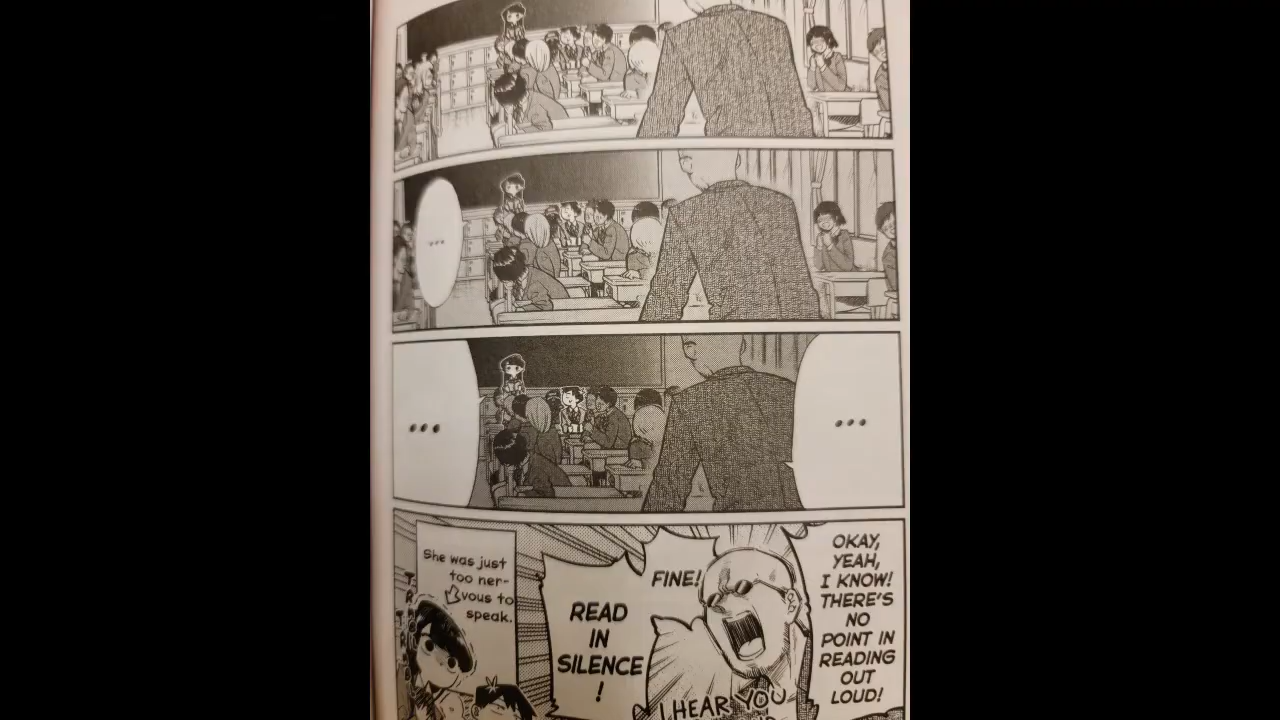 ...
...
...
OKAY,
YEAH,
I KNOW!
THERE'S
NO
POINT IN
READING
OUT
LOUD!
FINE!
READ
IN
SILENCE
!
I HEAR YOU
She was just
too ner-
vous to
speak.